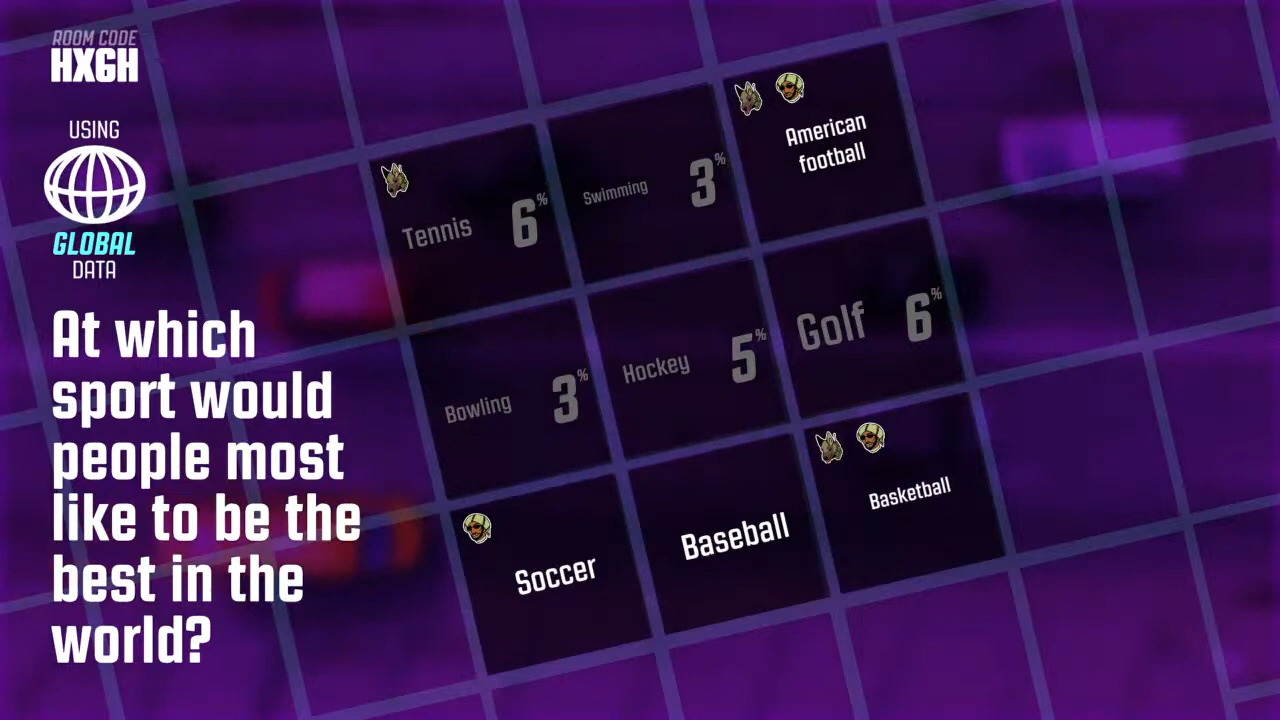 ROOM CODE
HX6H
USING
GLOBAL
DATA
At which
sport would
people most
like to be the
best in the
world?
Tennis 6%
Swimming 3%
American
football
Bowling 3%
Hockey 5%
Golf 6%
Soccer
Baseball
Basketball